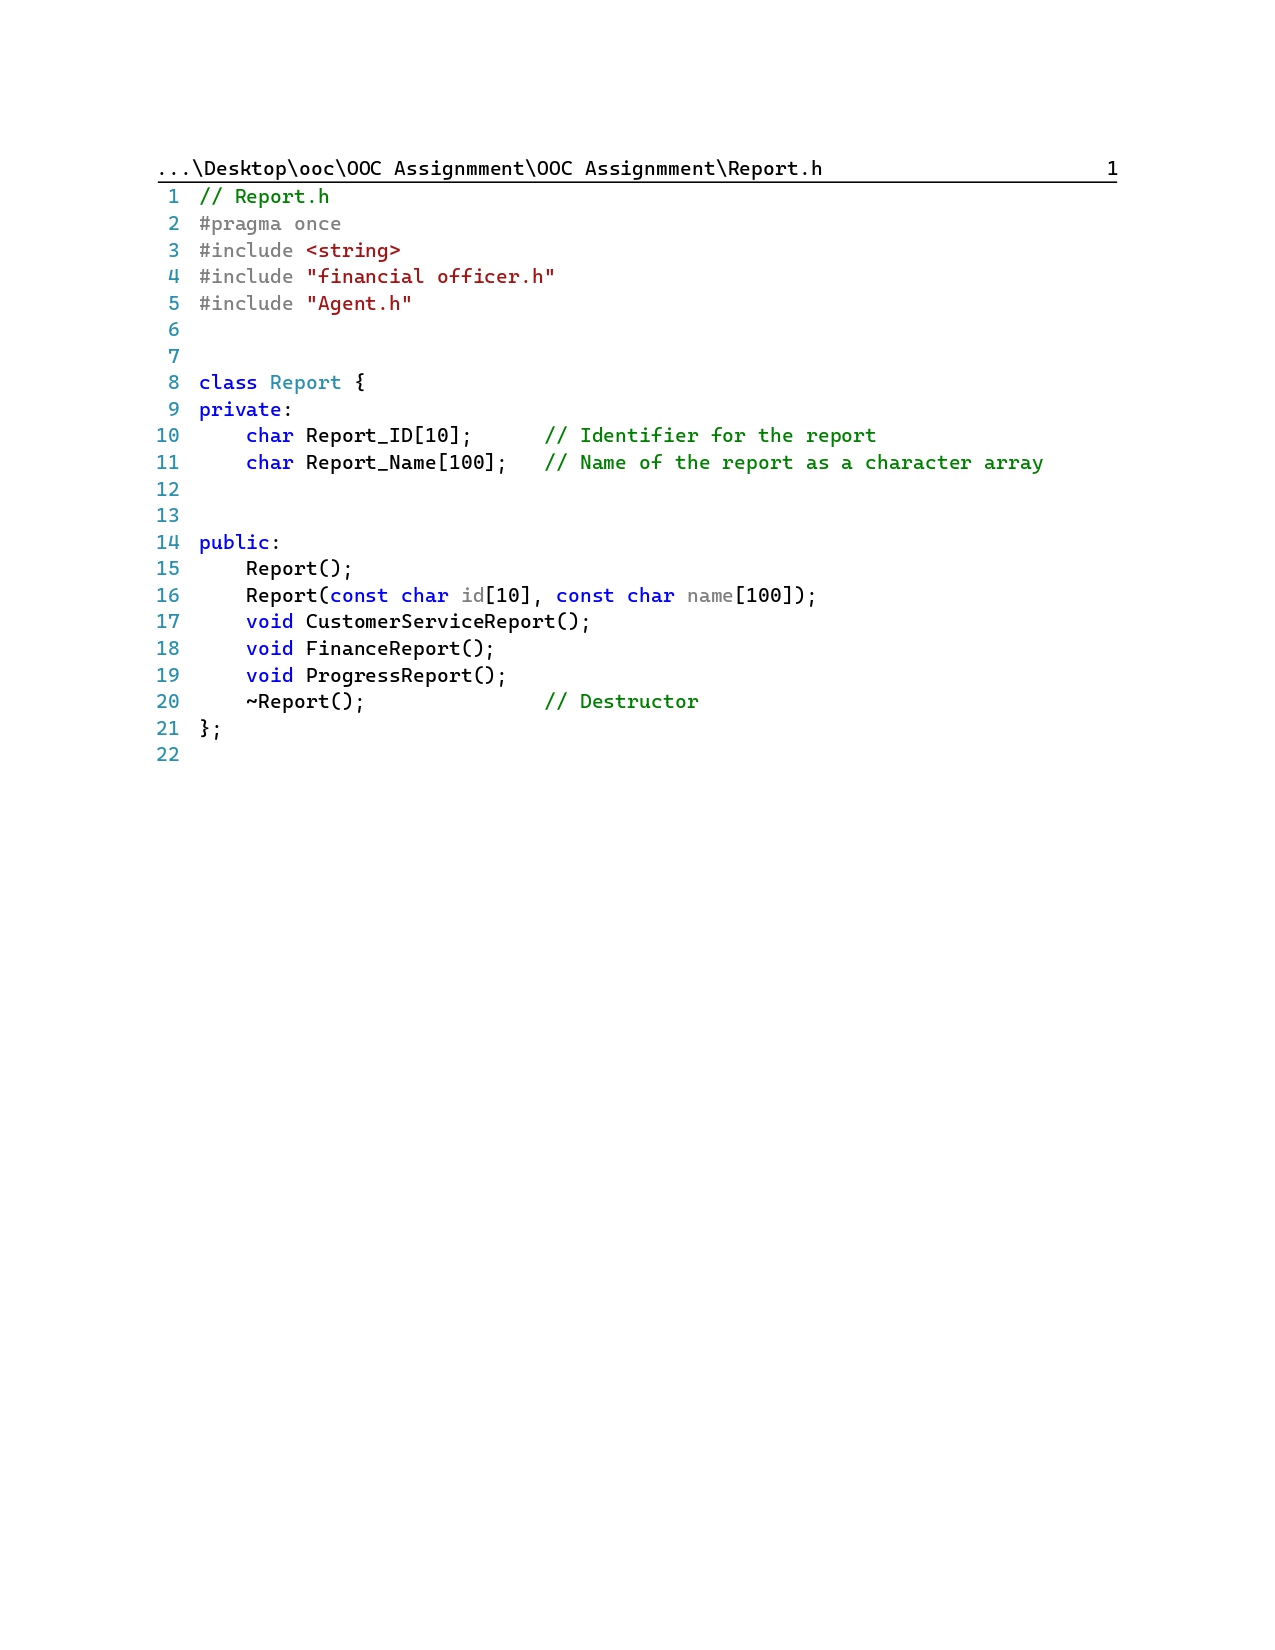 ...\Desktop\ooc\OOC Assignmment\OOC Assignmment\Report.h 1
1 // Report.h
2 #pragma once
3 #include <string>
4 #include "financial officer.h"
5 #include "Agent.h"
6
7
8 class Report {
9 private:
10     char Report_ID[10];      // Identifier for the report
11     char Report_Name[100];   // Name of the report as a character array
12
13
14 public:
15     Report();
16     Report(const char id[10], const char name[100]);
17     void CustomerServiceReport();
18     void FinanceReport();
19     void ProgressReport();
20     ~Report();               // Destructor
21 };
22